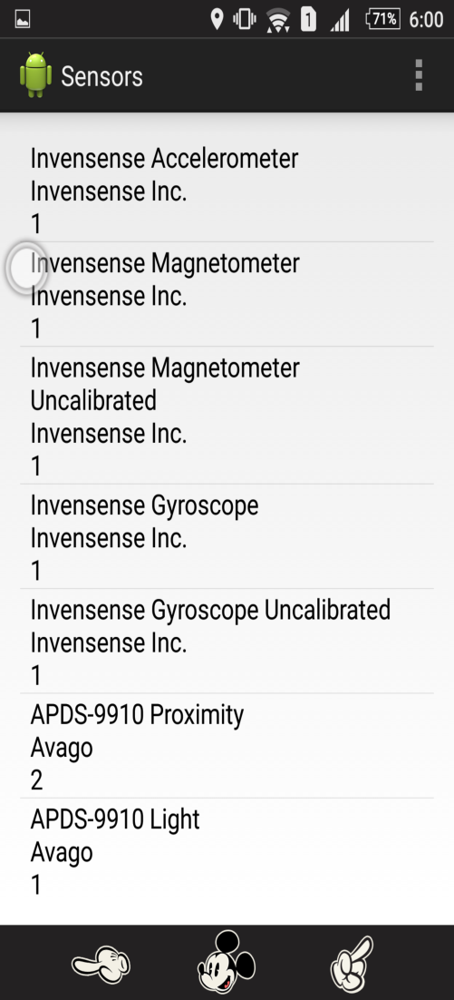 1 71% 6:00
Sensors
Invensense Accelerometer
Invensense Inc.
1
Invensense Magnetometer
Invensense Inc.
1
Invensense Magnetometer
Uncalibrated
Invensense Inc.
1
Invensense Gyroscope
Invensense Inc.
1
Invensense Gyroscope Uncalibrated
Invensense Inc.
1
APDS-9910 Proximity
Avago
2
APDS-9910 Light
Avago
1